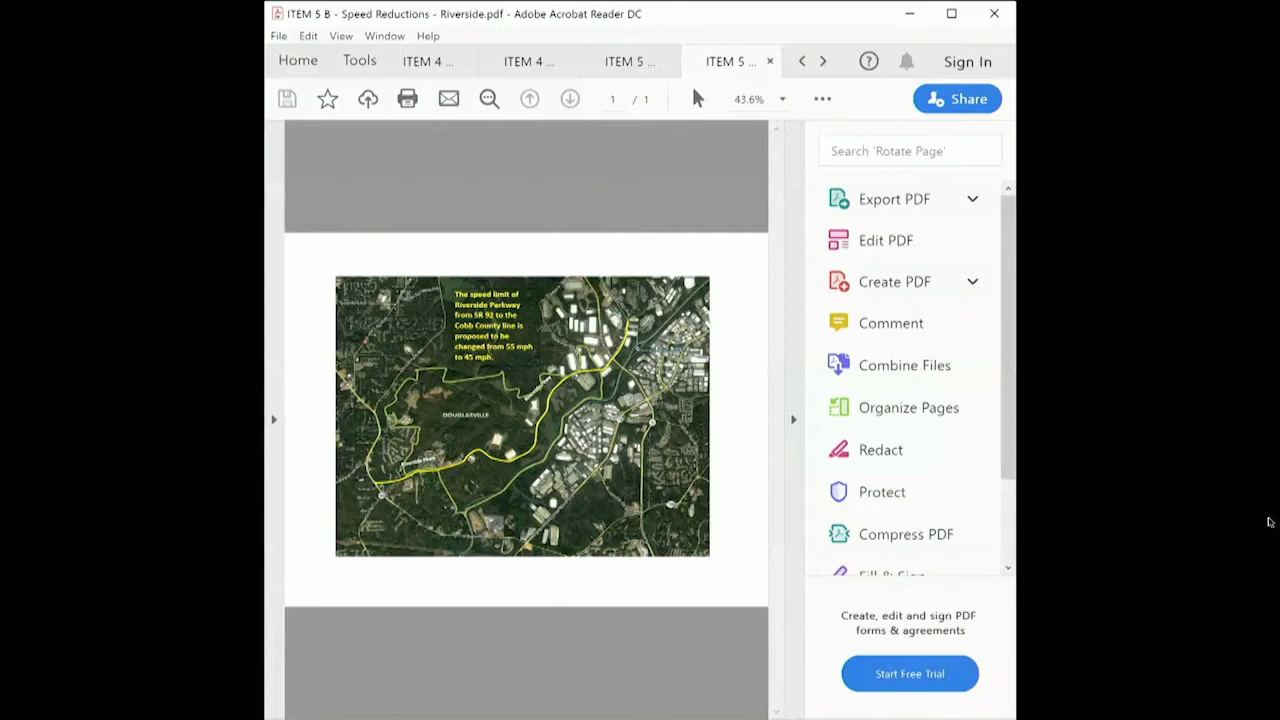 ITEM 5 B - Speed Reductions - Riverside.pdf - Adobe Acrobat Reader DC
File Edit View Window Help
Home Tools ITEM 4 ... ITEM 4 ... ITEM 5 ... ITEM 5 ... Sign In
1 / 1 43.6% Share
Search 'Rotate Page'
Export PDF
Edit PDF
Create PDF
Comment
Combine Files
Organize Pages
Redact
Protect
Compress PDF
Fill & Sign
The speed limit of
Riverside Parkway
from SR 92 to the
Cobb County line is
proposed to be
changed from 55 mph
to 45 mph.
DOUGLASVILLE
Create, edit and sign PDF
forms & agreements
Start Free Trial